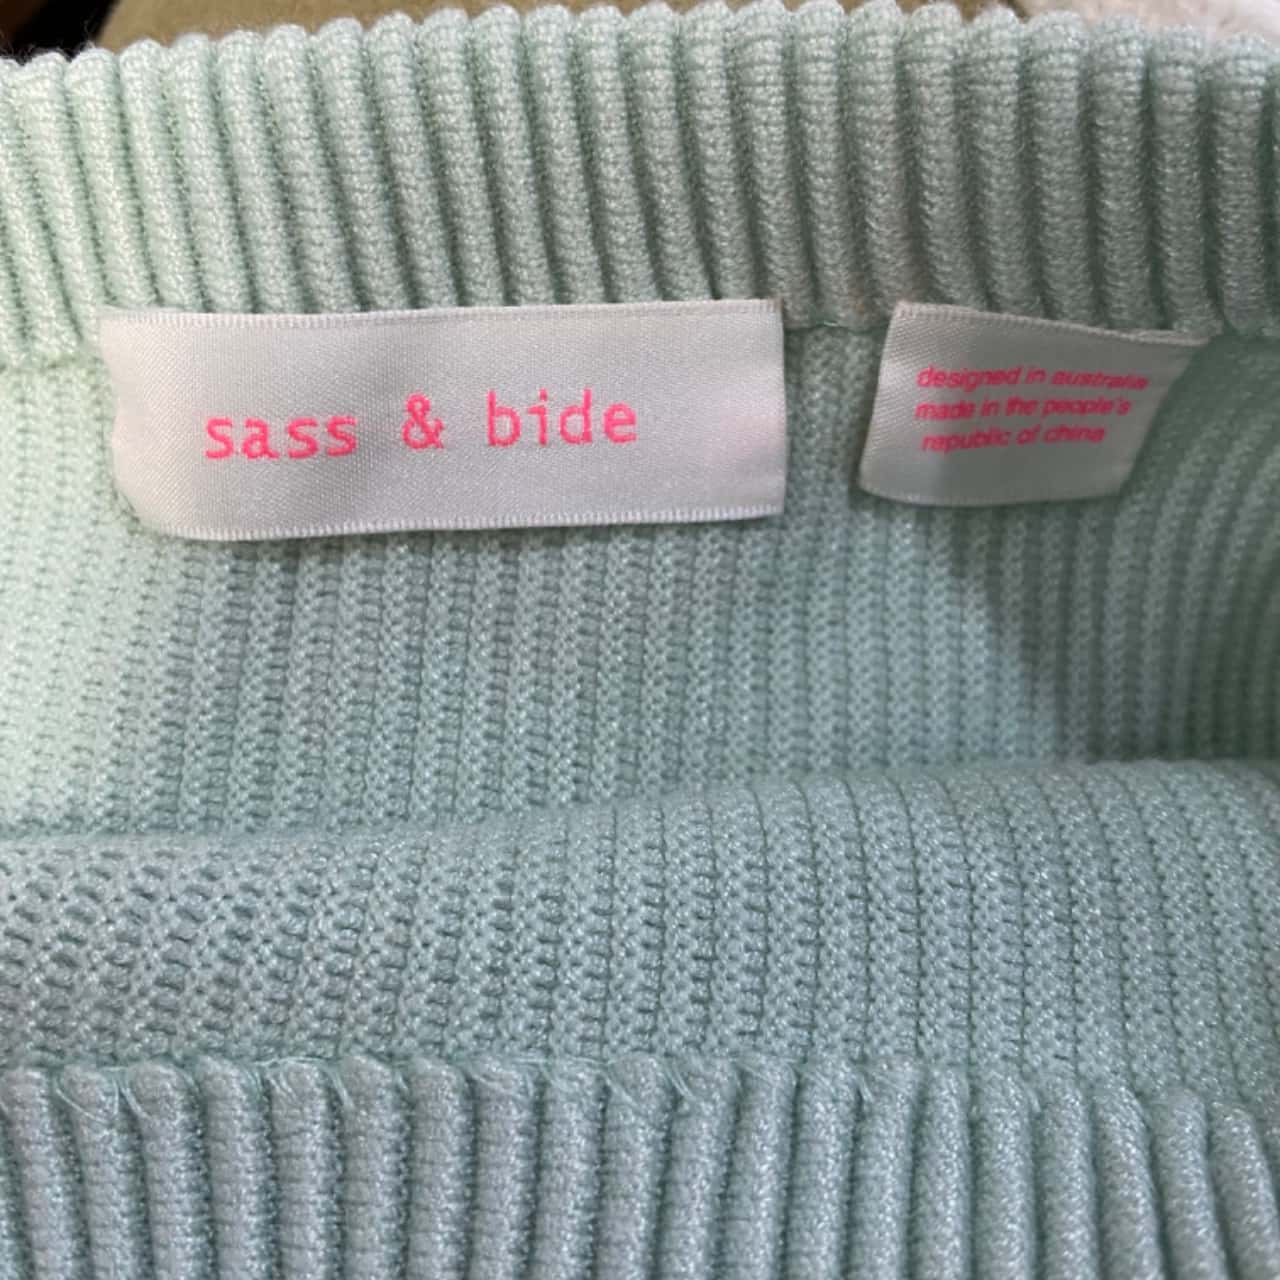 sass & bide
designed in australia
made in the people's
republic of china